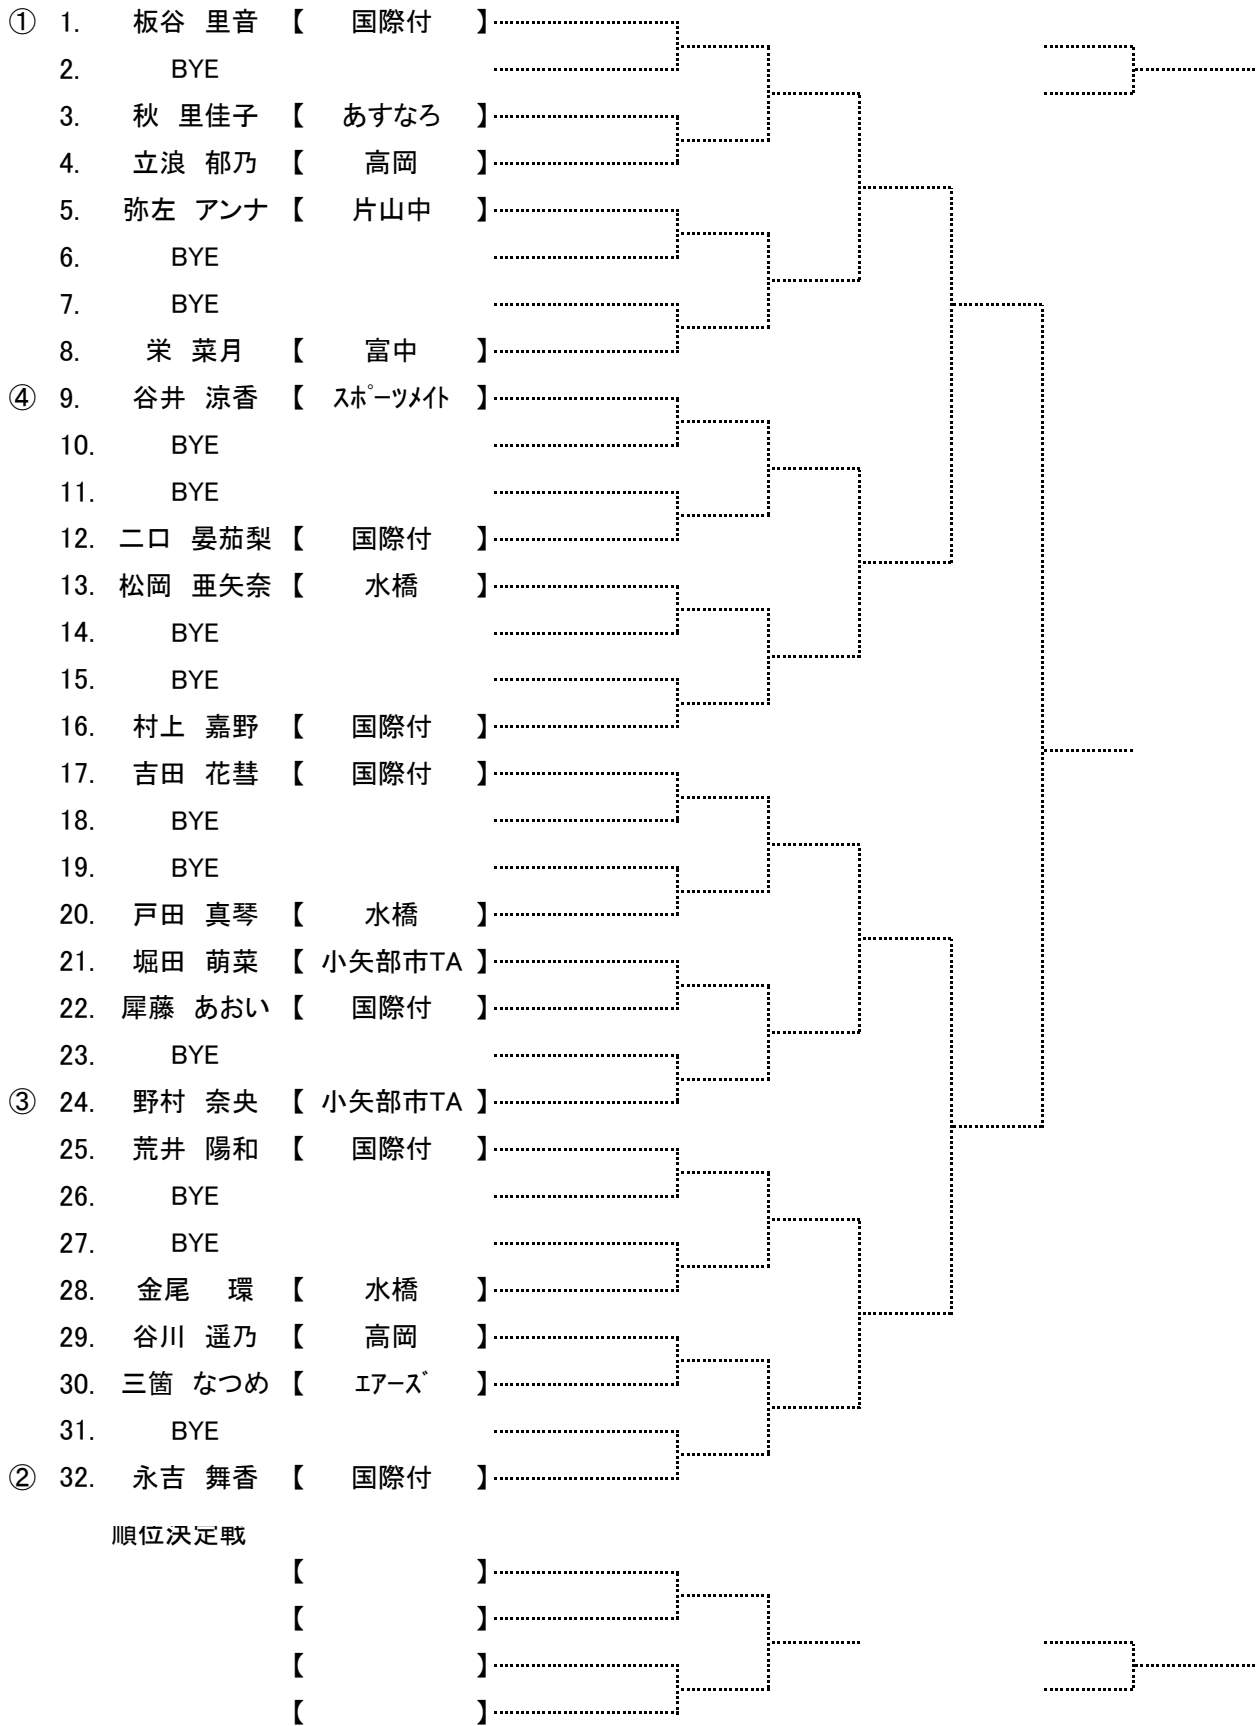 ① 1. 板谷 里音 【 国際付 】
2. BYE
3. 秋 里佳子 【 あすなろ 】
4. 立浪 郁乃 【 高岡 】
5. 弥左 アンナ 【 片山中 】
6. BYE
7. BYE
8. 栄 菜月 【 富中 】
④ 9. 谷井 涼香 【 ｽﾎﾟｰﾂﾒｲﾄ 】
10. BYE
11. BYE
12. 二口 晏茄梨 【 国際付 】
13. 松岡 亜矢奈 【 水橋 】
14. BYE
15. BYE
16. 村上 嘉野 【 国際付 】
17. 吉田 花彗 【 国際付 】
18. BYE
19. BYE
20. 戸田 真琴 【 水橋 】
21. 堀田 萌菜 【 小矢部市TA 】
22. 犀藤 あおい 【 国際付 】
23. BYE
③ 24. 野村 奈央 【 小矢部市TA 】
25. 荒井 陽和 【 国際付 】
26. BYE
27. BYE
28. 金尾 環 【 水橋 】
29. 谷川 遥乃 【 高岡 】
30. 三箇 なつめ 【 ｴｱｰｽﾞ 】
31. BYE
② 32. 永吉 舞香 【 国際付 】
順位決定戦
【 】
【 】
【 】
【 】